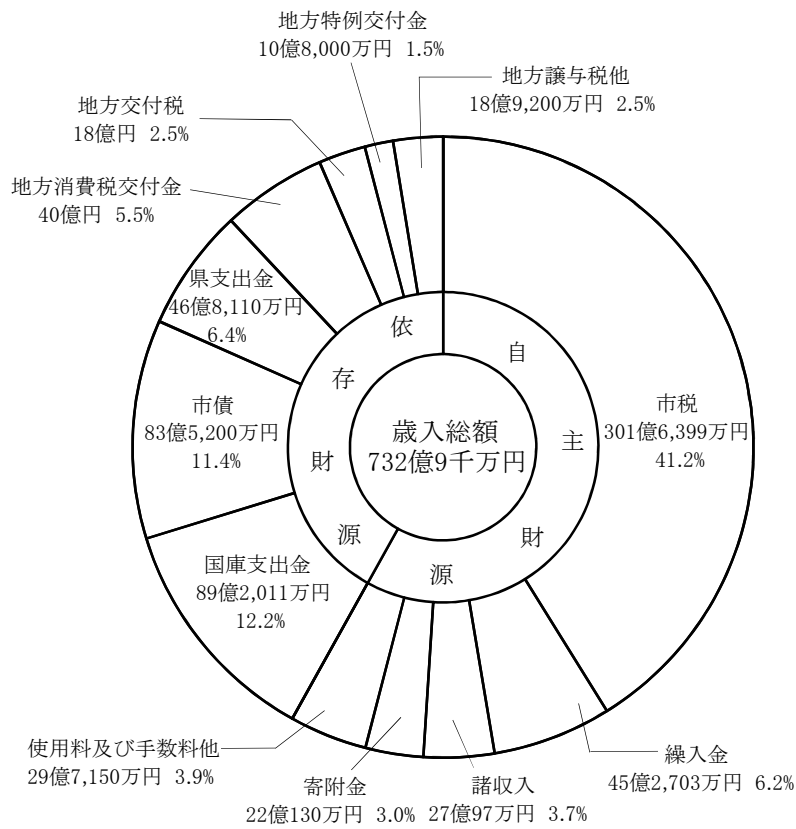 地方特例交付金
10億8,000万円 1.5%
地方譲与税他
18億9,200万円 2.5%
地方交付税
18億円 2.5%
地方消費税交付金
40億円 5.5%
県支出金
46億8,110万円
6.4%
市債
83億5,200万円
11.4%
国庫支出金
89億2,011万円
12.2%
依
存
財
源
自
主
財
源
歳入総額
732億9千万円
市税
301億6,399万円
41.2%
使用料及び手数料他
29億7,150万円 3.9%
寄附金
22億130万円 3.0%
諸収入
27億97万円 3.7%
繰入金
45億2,703万円 6.2%